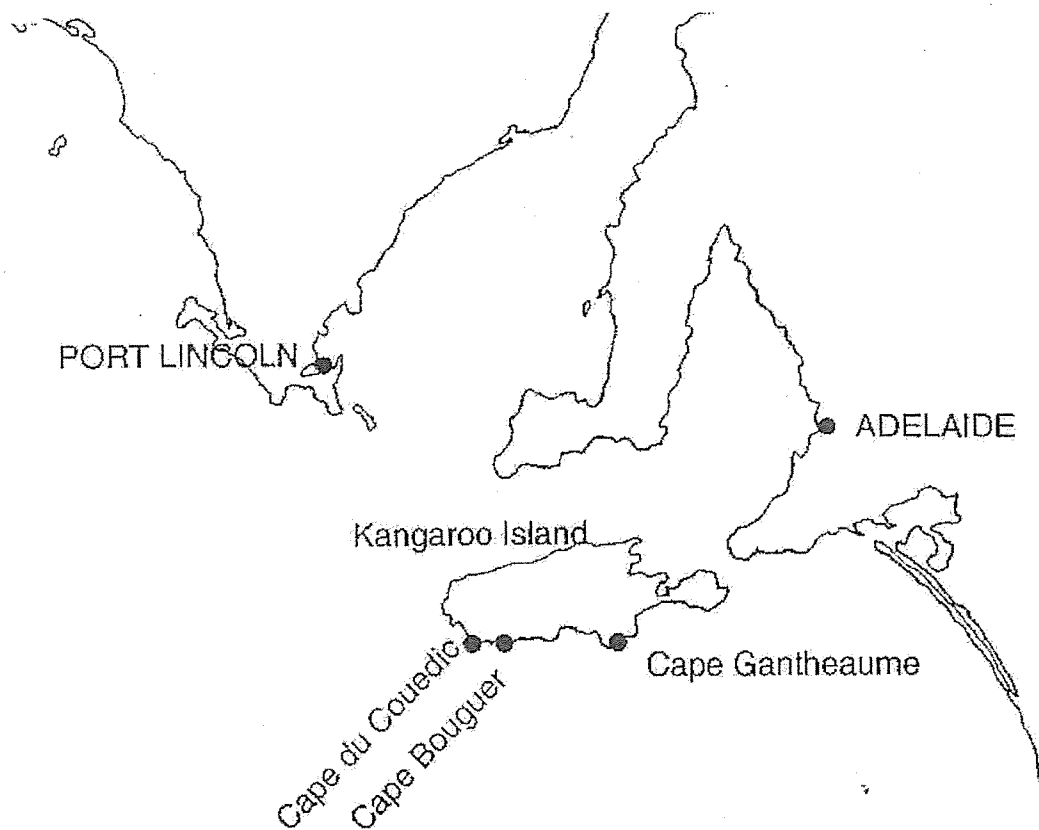 PORT LINCOLN
ADELAIDE
Kangaroo Island
Cape Gantheaume
Cape du Couedic
Cape Bouguer